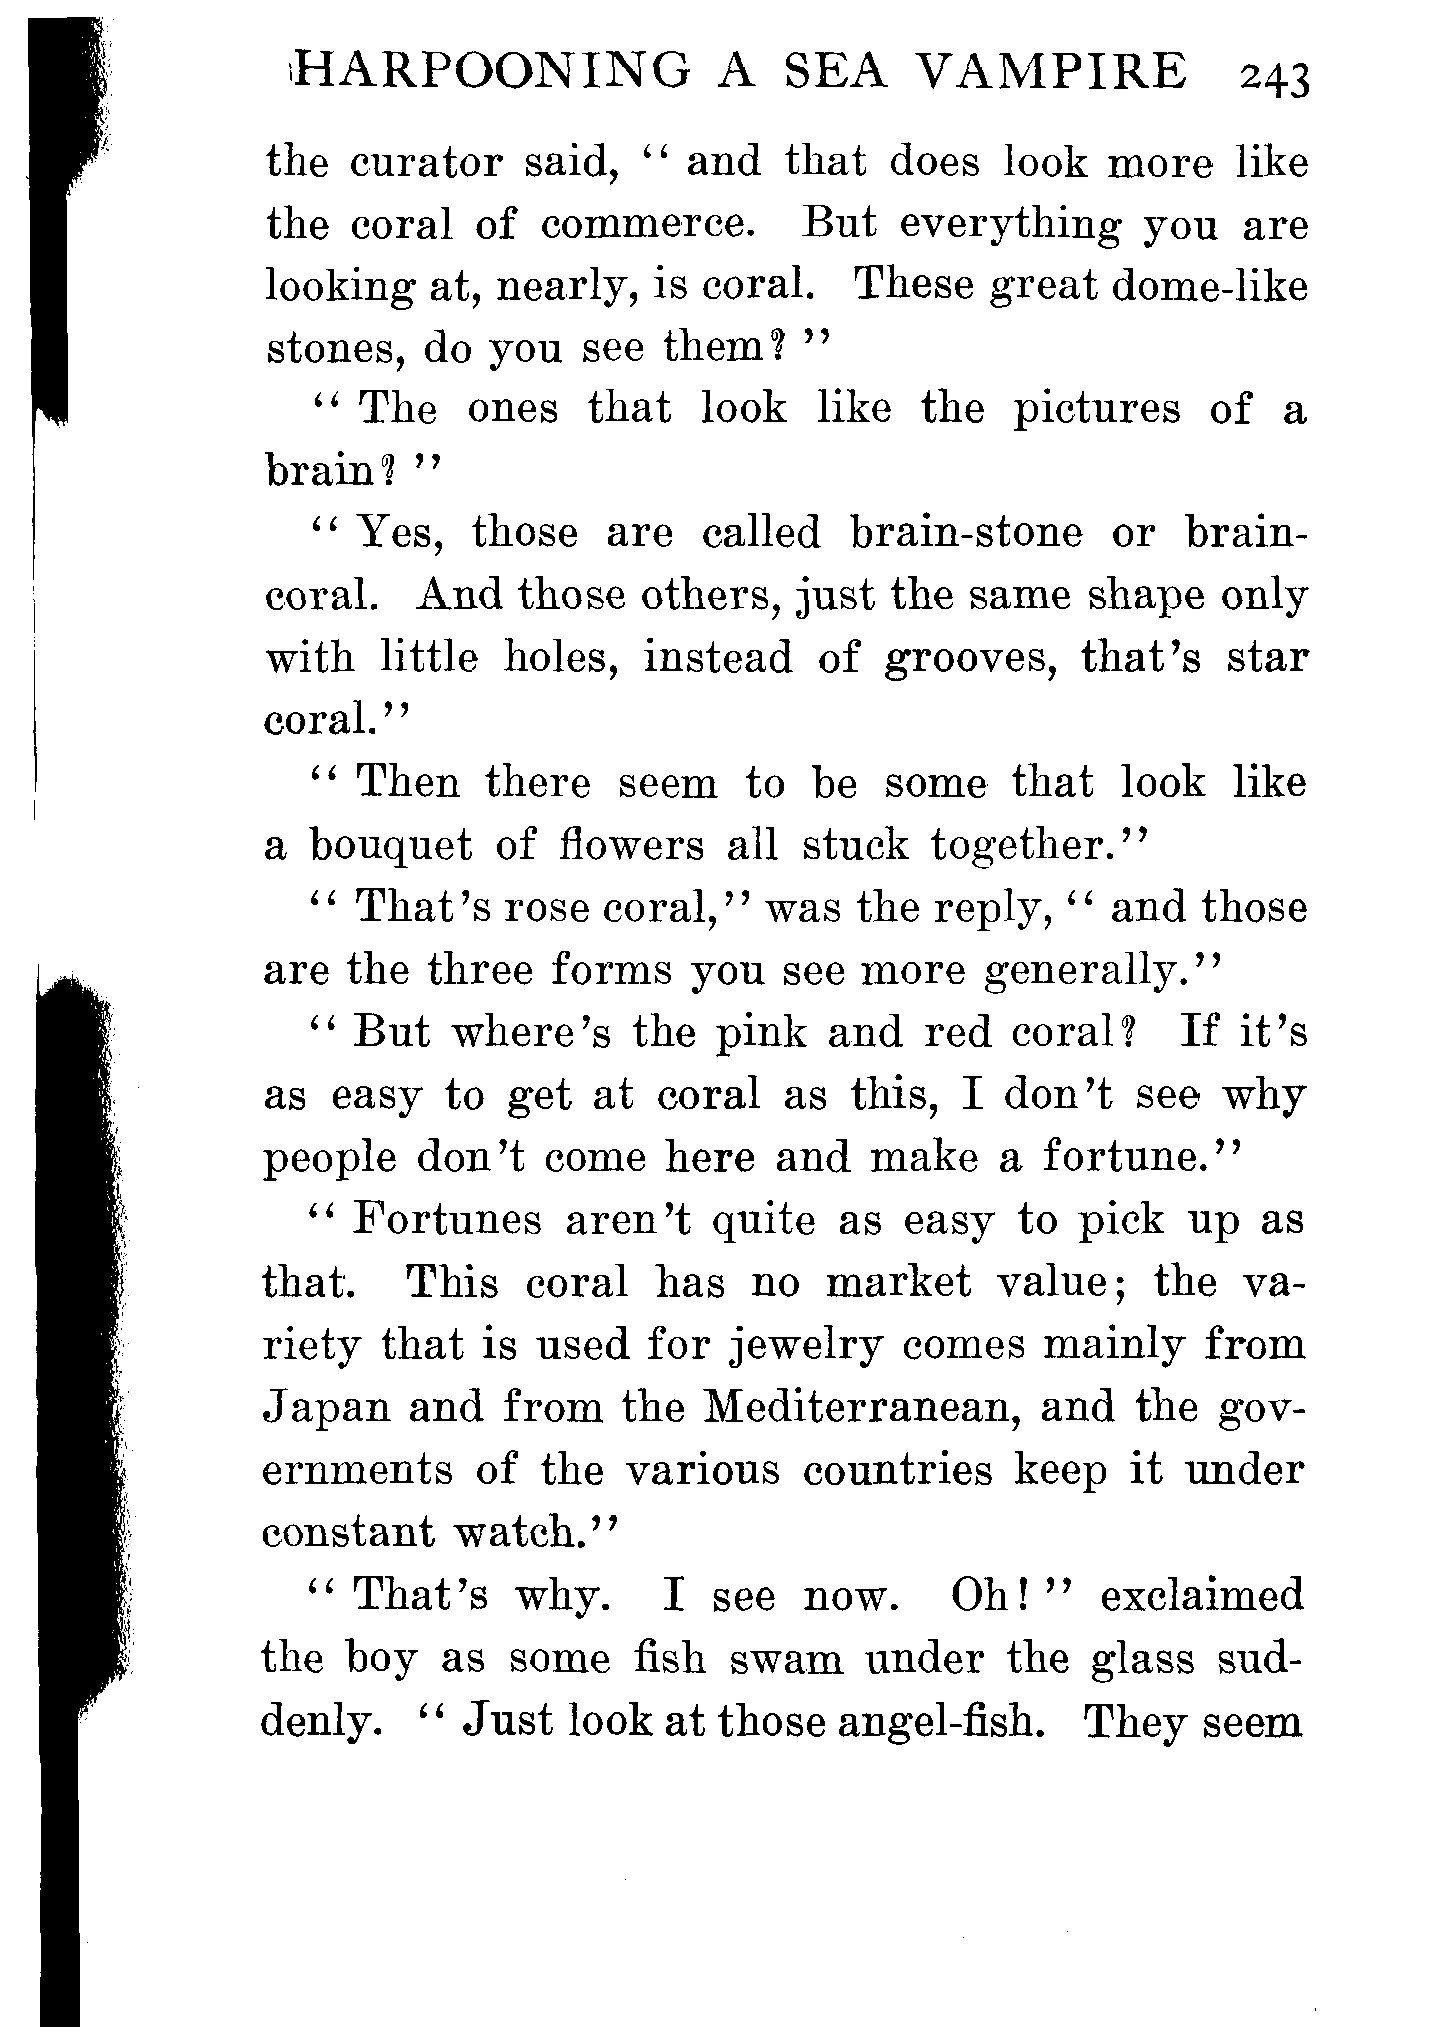 HARPOONING A SEA VAMPIRE 243
the curator said, “ and that does look more like
the coral of commerce. But everything you are
looking at, nearly, is coral. These great dome-like
stones, do you see them? ”
“ The ones that look like the pictures of a
brain? ”
“ Yes, those are called brain-stone or brain-
coral. And those others, just the same shape only
with little holes, instead of grooves, that’s star
coral.”
“ Then there seem to be some that look like
a bouquet of flowers all stuck together.”
“ That’s rose coral,” was the reply, “ and those
are the three forms you see more generally.”
“ But where’s the pink and red coral? If it’s
as easy to get at coral as this, I don’t see why
people don’t come here and make a fortune.”
“ Fortunes aren’t quite as easy to pick up as
that. This coral has no market value; the va-
riety that is used for jewelry comes mainly from
Japan and from the Mediterranean, and the gov-
ernments of the various countries keep it under
constant watch.”
“ That’s why. I see now. Oh! ” exclaimed
the boy as some fish swam under the glass sud-
denly. “ Just look at those angel-fish. They seem